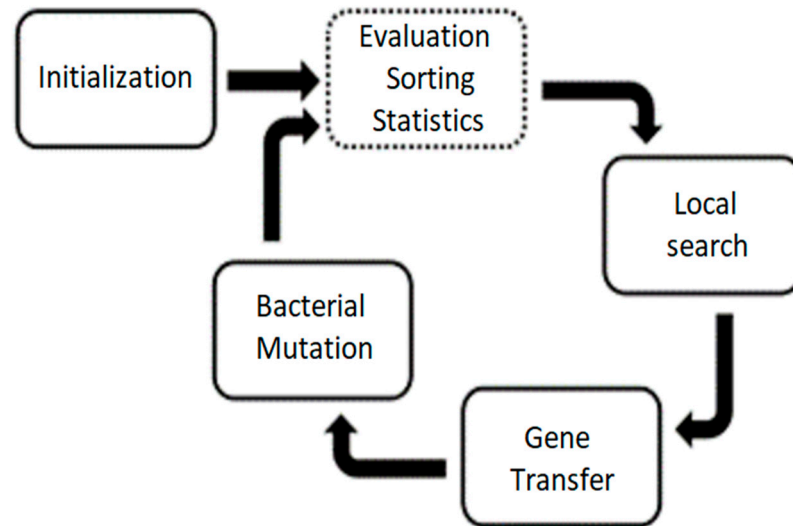 Initialization
Evaluation
Sorting
Statistics
Local
search
Gene
Transfer
Bacterial
Mutation